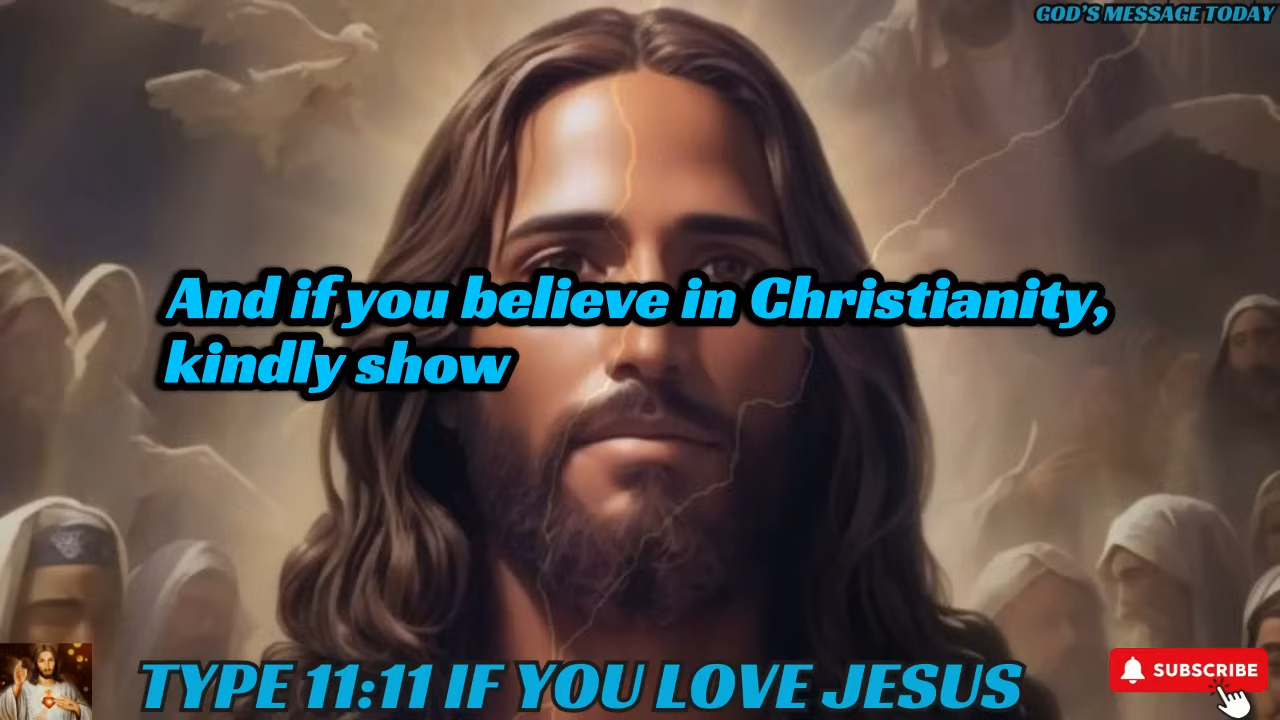 GOD'S MESSAGE TODAY
And if you believe in Christianity,
kindly show
TYPE 11:11 IF YOU LOVE JESUS
SUBSCRIBE